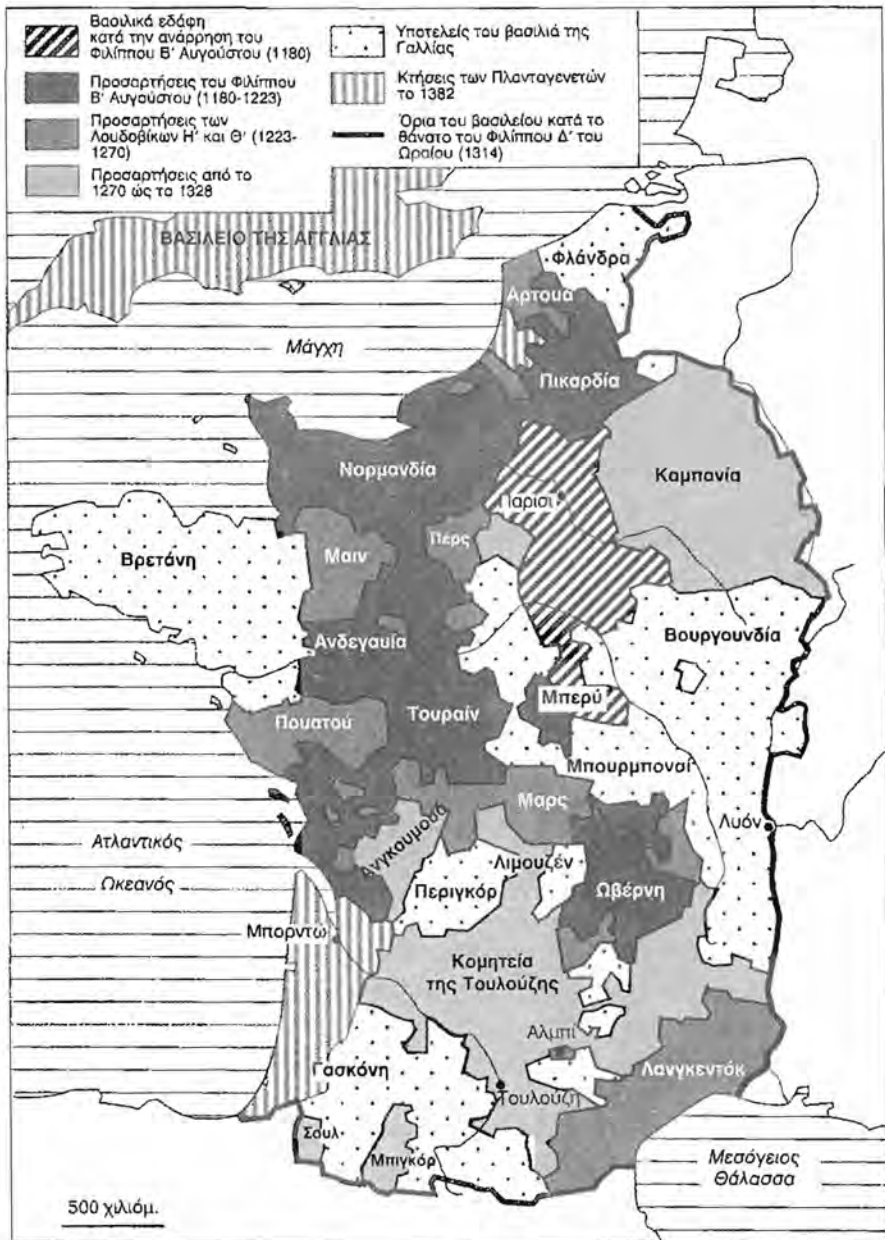 Βασιλικά εδάφη
κατά την ανάρρηση του
Φιλίππου Β' Αυγούστου (1180)
Προσαρτήσεις του Φιλίππου
Β' Αυγούστου (1180-1223)
Προσαρτήσεις των
Λουδοβίκων Η' και Θ' (1223-
1270)
Προσαρτήσεις από το
1270 ώς το 1328
Υποτελείς του βασιλιά της
Γαλλίας
Κτήσεις των Πλανταγενετών
το 1382
Όρια του βασιλείου κατά το
θάνατο του Φιλίππου Δ' του
Ωραίου (1314)
ΒΑΣΙΛΕΙΟ ΤΗΣ ΑΓΓΛΙΑΣ
Φλάνδρα
Αρτουά
Μάγχη
Πικαρδία
Καμπανία
Νορμανδία
Παρίσι
Βρετάνη
Μαιν
Περς
Ανδεγαυία
Βουργουνδία
Μπερύ
Πουατού
Τουραίν
Μπουρμποναί
Μαρς
Λυόν
Ατλαντικός
Ωκεανός
Ανγκουμουά
Λιμουζέν
Περιγκόρ
Ωβέρνη
Μπορντώ
Κομητεία
της Τουλούζης
Αλμπί
Γασκόνη
Λανγκεντόκ
Τουλούζη
Σουλ
Μπιγκόρ
Μεσόγειος
Θάλασσα
500 χιλιόμ.